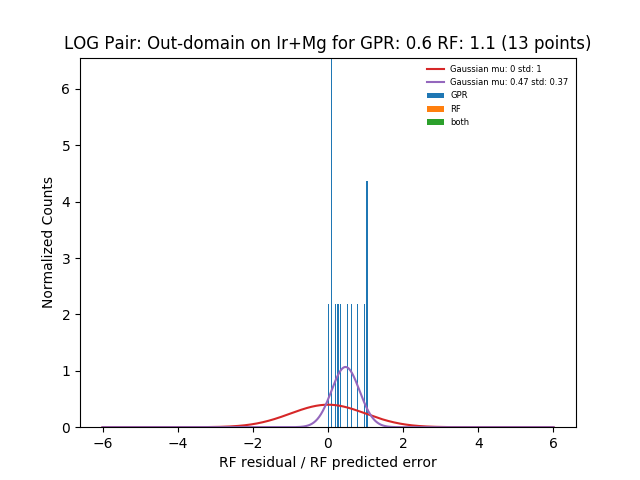 LOG Pair: Out-domain on Ir+Mg for GPR: 0.6 RF: 1.1 (13 points)
Gaussian mu: 0 std: 1
Gaussian mu: 0.47 std: 0.37
GPR
RF
both
Normalized Counts
6
5
4
3
2
1
0
−6 −4 −2 0 2 4 6
RF residual / RF predicted error